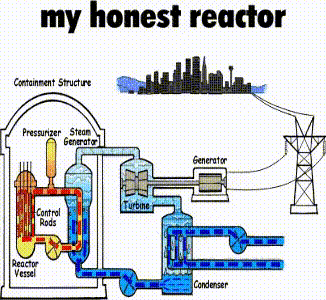 my honest reactor
Containment Structure
Pressurizer
Steam
Generator
Control
Rods
Reactor
Vessel
Turbine
Generator
Condenser